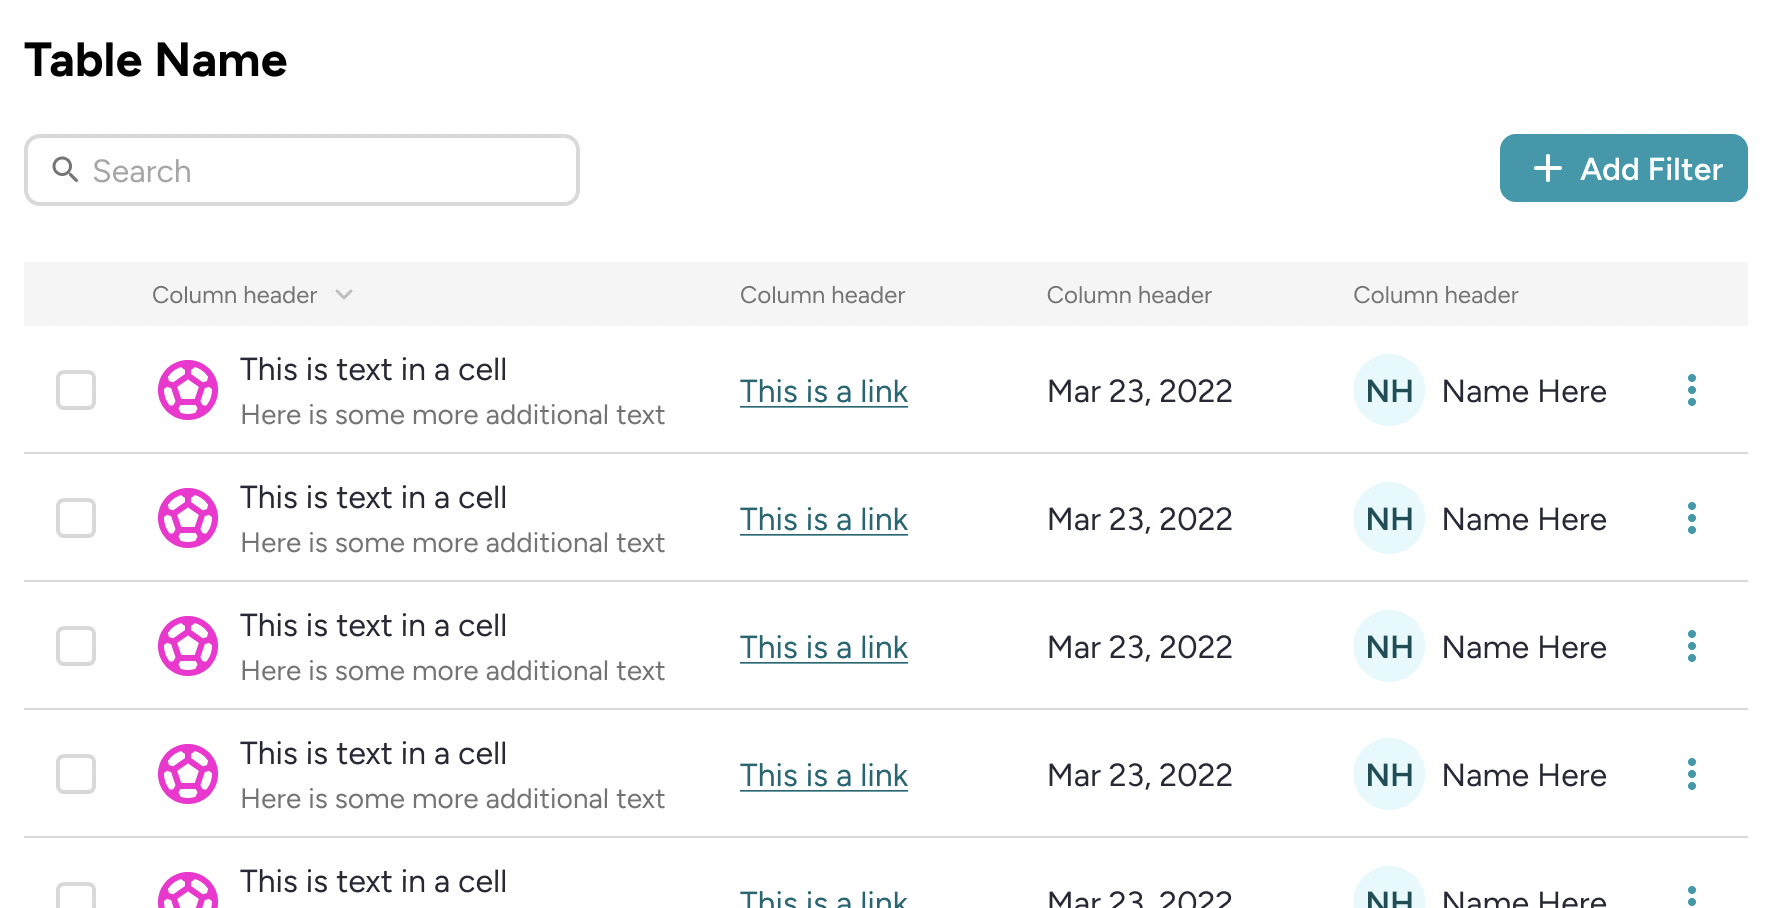 Table Name
Search
Add Filter
Column header Column header Column header Column header
This is text in a cell
Here is some more additional text
This is a link Mar 23, 2022 NH Name Here
This is text in a cell
Here is some more additional text
This is a link Mar 23, 2022 NH Name Here
This is text in a cell
Here is some more additional text
This is a link Mar 23, 2022 NH Name Here
This is text in a cell
Here is some more additional text
This is a link Mar 23, 2022 NH Name Here
This is text in a cell
This is a link Mar 23, 2022 NH Name Here